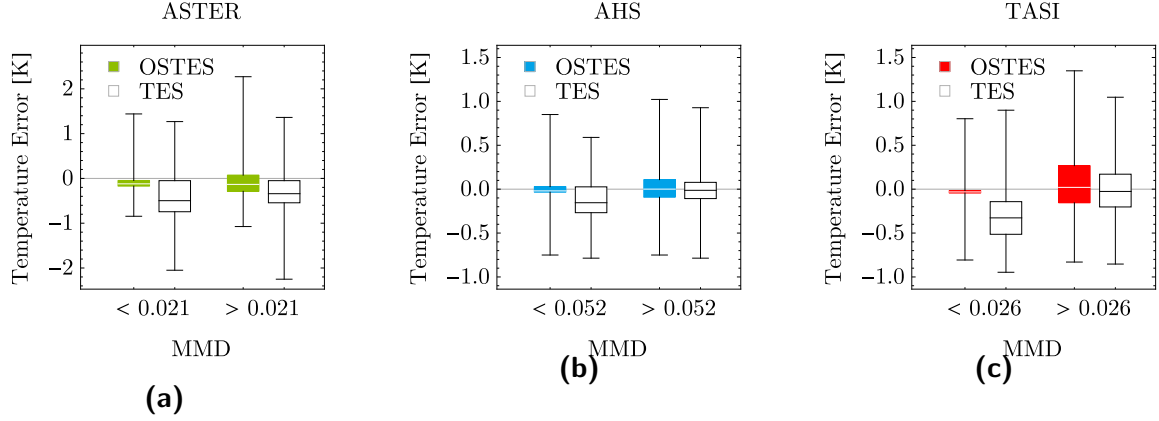 ASTER
Temperature Error [K]
2
1
0
−1
−2
OSTES
TES
< 0.021
> 0.021
MMD
(a)
AHS
Temperature Error [K]
1.5
1.0
0.5
0.0
−0.5
−1.0
OSTES
TES
< 0.052
> 0.052
MMD
(b)
TASI
Temperature Error [K]
1.5
1.0
0.5
0.0
−0.5
−1.0
OSTES
TES
< 0.026
> 0.026
MMD
(c)